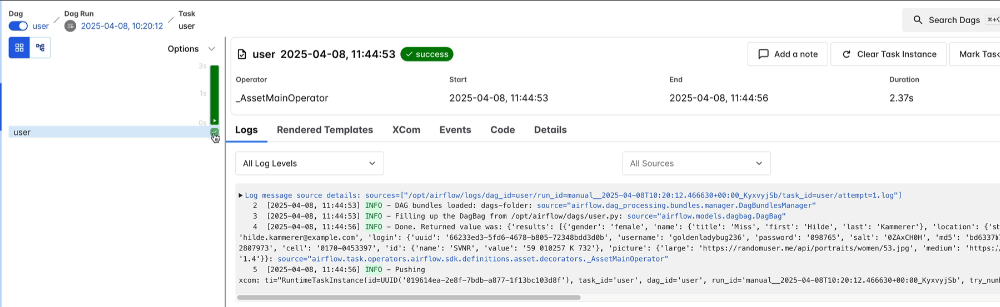 Dag
user
Dag Run
2025-04-08, 10:20:12
Task
user
Search Dags
Options
3s
1s
0s
user
user 2025-04-08, 11:44:53 success
Add a note
Clear Task Instance
Mark Task
Operator Start End Duration
_AssetMainOperator 2025-04-08, 11:44:53 2025-04-08, 11:44:56 2.37s
Logs Rendered Templates XCom Events Code Details
All Log Levels
All Sources
Log message source details: sources=["/opt/airflow/logs/dag_id=user/run_id=manual__2025-04-08T10:20:12.466630+00:00_KyxvyjSb/task_id=user/attempt=1.log"]
2 [2025-04-08, 11:44:53] INFO - DAG bundles loaded: dags-folder: source="airflow.dag_processing.bundles.manager.DagBundlesManager"
3 [2025-04-08, 11:44:53] INFO - Filling up the DagBag from /opt/airflow/dags/user.py: source="airflow.models.dagbag.DagBag"
4 [2025-04-08, 11:44:56] INFO - Done. Returned value was: {'results': [{'gender': 'female', 'name': {'title': 'Miss', 'first': 'Hilde', 'last': 'Kammerer'}, 'location': {'st
'hilde.kammerer@example.com', 'login': {'uuid': '66233ed3-5fd6-4678-b805-72348bdd3d0b', 'username': 'goldenladybug236', 'password': '098765', 'salt': '0ZAxCH0H', 'md5': 'bd6337b
2887973', 'cell': '0170-0453397', 'id': {'name': 'SVNR', 'value': '59 010257 K 732'}, 'picture': {'large': 'https://randomuser.me/api/portraits/women/53.jpg', 'medium': 'https:/
'1.4'}}: source="airflow.task.operators.airflow.sdk.definitions.asset.decorators._AssetMainOperator"
5 [2025-04-08, 11:44:56] INFO - Pushing
xcom: ti="RuntimeTaskInstance(id=UUID('019614ea-2e8f-7bdb-a877-1f13bc103d8f'), task_id='user', dag_id='user', run_id='manual__2025-04-08T10:20:12.466630+00:00_KyxvyjSb', try_num